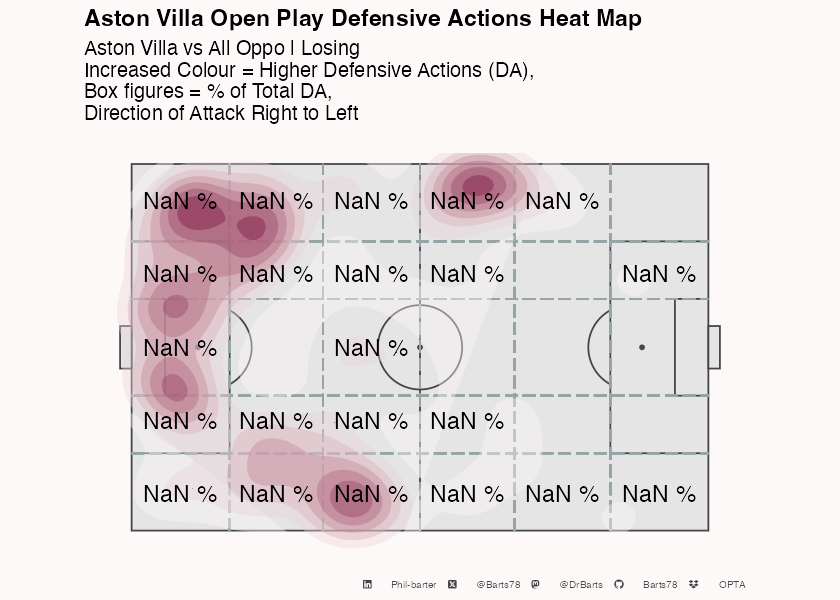 Aston Villa Open Play Defensive Actions Heat Map
Aston Villa vs All Oppo | Losing
Increased Colour = Higher Defensive Actions (DA),
Box figures = % of Total DA,
Direction of Attack Right to Left
NaN % NaN % NaN % NaN % NaN %
NaN % NaN % NaN % NaN % NaN %
NaN % NaN %
NaN % NaN % NaN % NaN %
NaN % NaN % NaN % NaN % NaN % NaN %
Phil-barter @Barts78 @DrBarts Barts78 OPTA